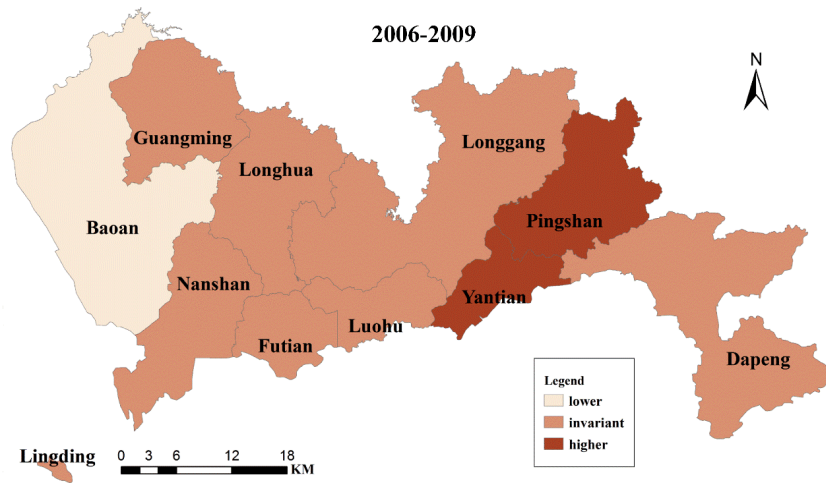 2006-2009
N
Guangming
Longgang
Longhua
Pingshan
Baoan
Nanshan
Yantian
Luohu
Futian
Dapeng
Legend
lower
invariant
higher
Lingding
0 3 6 12 18
KM